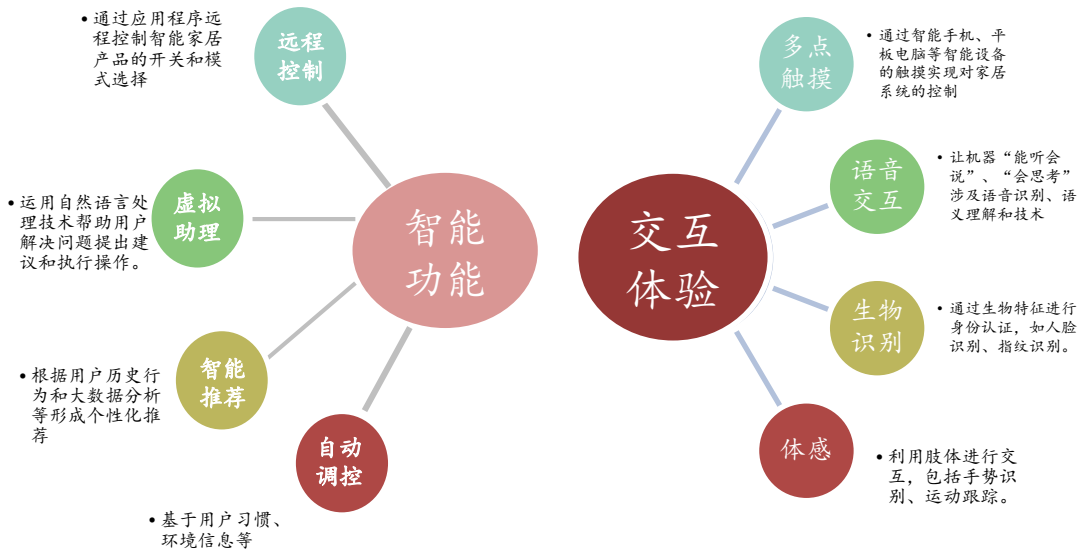 智能
功能
远程
控制
• 通过应用程序远
程控制智能家居
产品的开关和模
式选择
虚拟
助理
• 运用自然语言处
理技术帮助用户
解决问题提出建
议和执行操作。
智能
推荐
• 根据用户历史行
为和大数据分析
等形成个性化推
荐
自动
调控
• 基于用户习惯、
环境信息等
交互
体验
多点
触摸
• 通过智能手机、平
板电脑等智能设备
的触摸实现对家居
系统的控制
语音
交互
• 让机器“能听会
说”、“会思考”
涉及语音识别、语
义理解和技术
生物
识别
• 通过生物特征进行
身份认证，如人脸
识别、指纹识别。
体感
• 利用肢体进行交
互，包括手势识
别、运动跟踪。